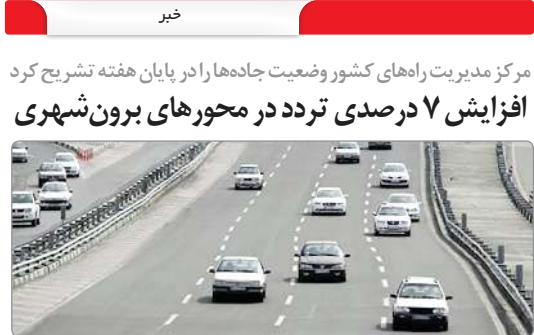 خبر
مرکز مدیریت راه‌های کشور وضعیت جاده‌ها را در پایان هفته تشریح کرد
افزایش ۷ درصدی تردد در محورهای برون‌شهری